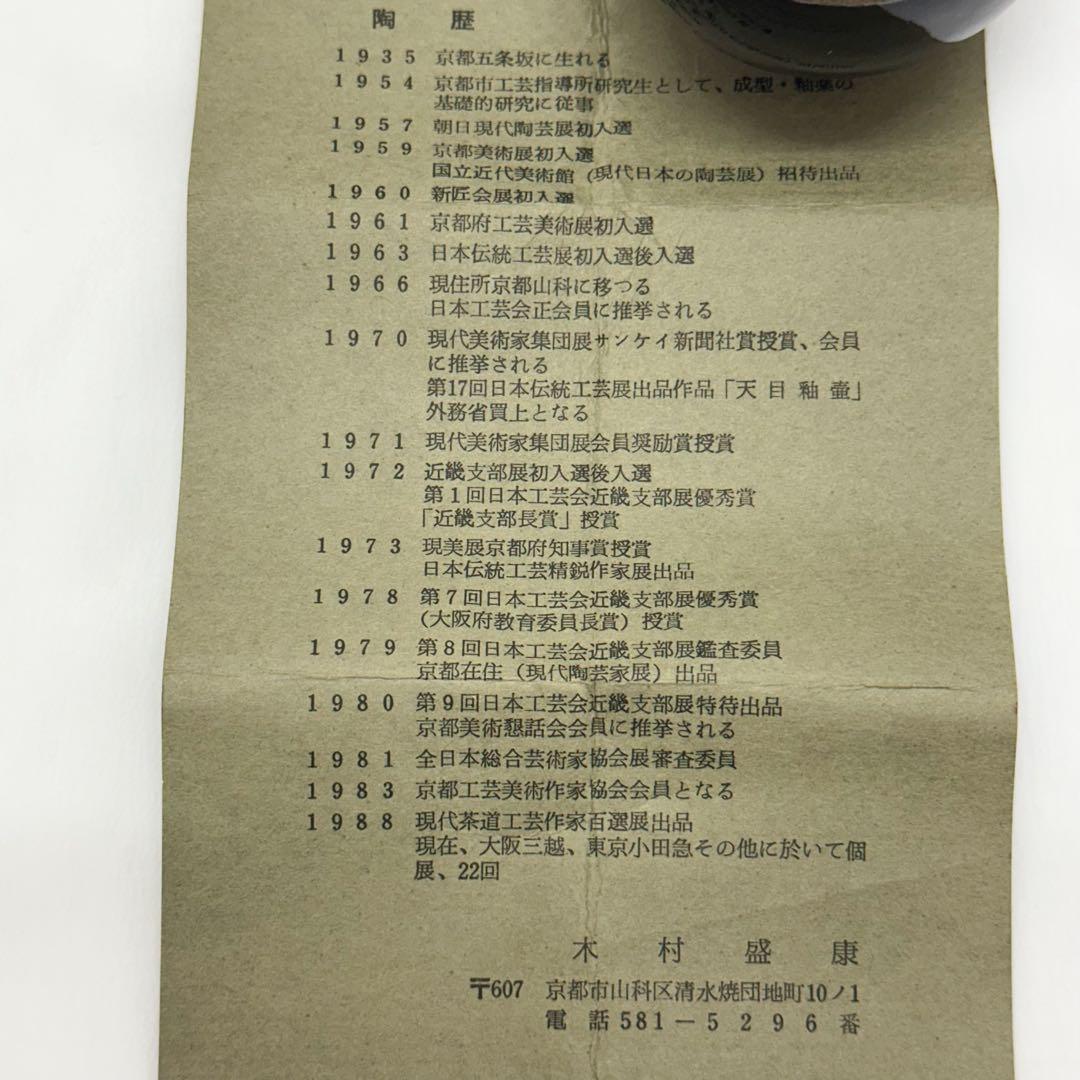 陶歴
1935 京都五条坂に生れる
1954 京都市工芸指導所研究生として、成型・釉薬の
基礎的研究に従事
1957 朝日現代陶芸展初入選
1959 京都美術展初入選
国立近代美術館(現代日本の陶芸展)招待出品
1960 新匠会展初入選
1961 京都府工芸美術展初入選
1963 日本伝統工芸展初入選後入選
1966 現住所京都山科に移つる
日本工芸会正会員に推挙される
1970 現代美術家集団展サンケイ新聞社賞授賞、会員
に推挙される
第17回日本伝統工芸展出品作品「天目釉壷」
外務省買上となる
1971 現代美術家集団展会員奨励賞授賞
1972 近畿支部展初入選後入選
第1回日本工芸会近畿支部展優秀賞
「近畿支部長賞」授賞
1973 現美展京都府知事賞授賞
日本伝統工芸精鋭作家展出品
1978 第7回日本工芸会近畿支部展優秀賞
(大阪府教育委員長賞)授賞
1979 第8回日本工芸会近畿支部展鑑査委員
京都在住(現代陶芸家展)出品
1980 第9回日本工芸会近畿支部展特待出品
京都美術懇話会会員に推挙される
1981 全日本総合芸術家協会展審査委員
1983 京都工芸美術作家協会会員となる
1988 現代茶道工芸作家百選展出品
現在、大阪三越、東京小田急その他に於いて個
展、22回
木村盛康
〒607 京都市山科区清水焼団地町10ノ1
電話581-5296番